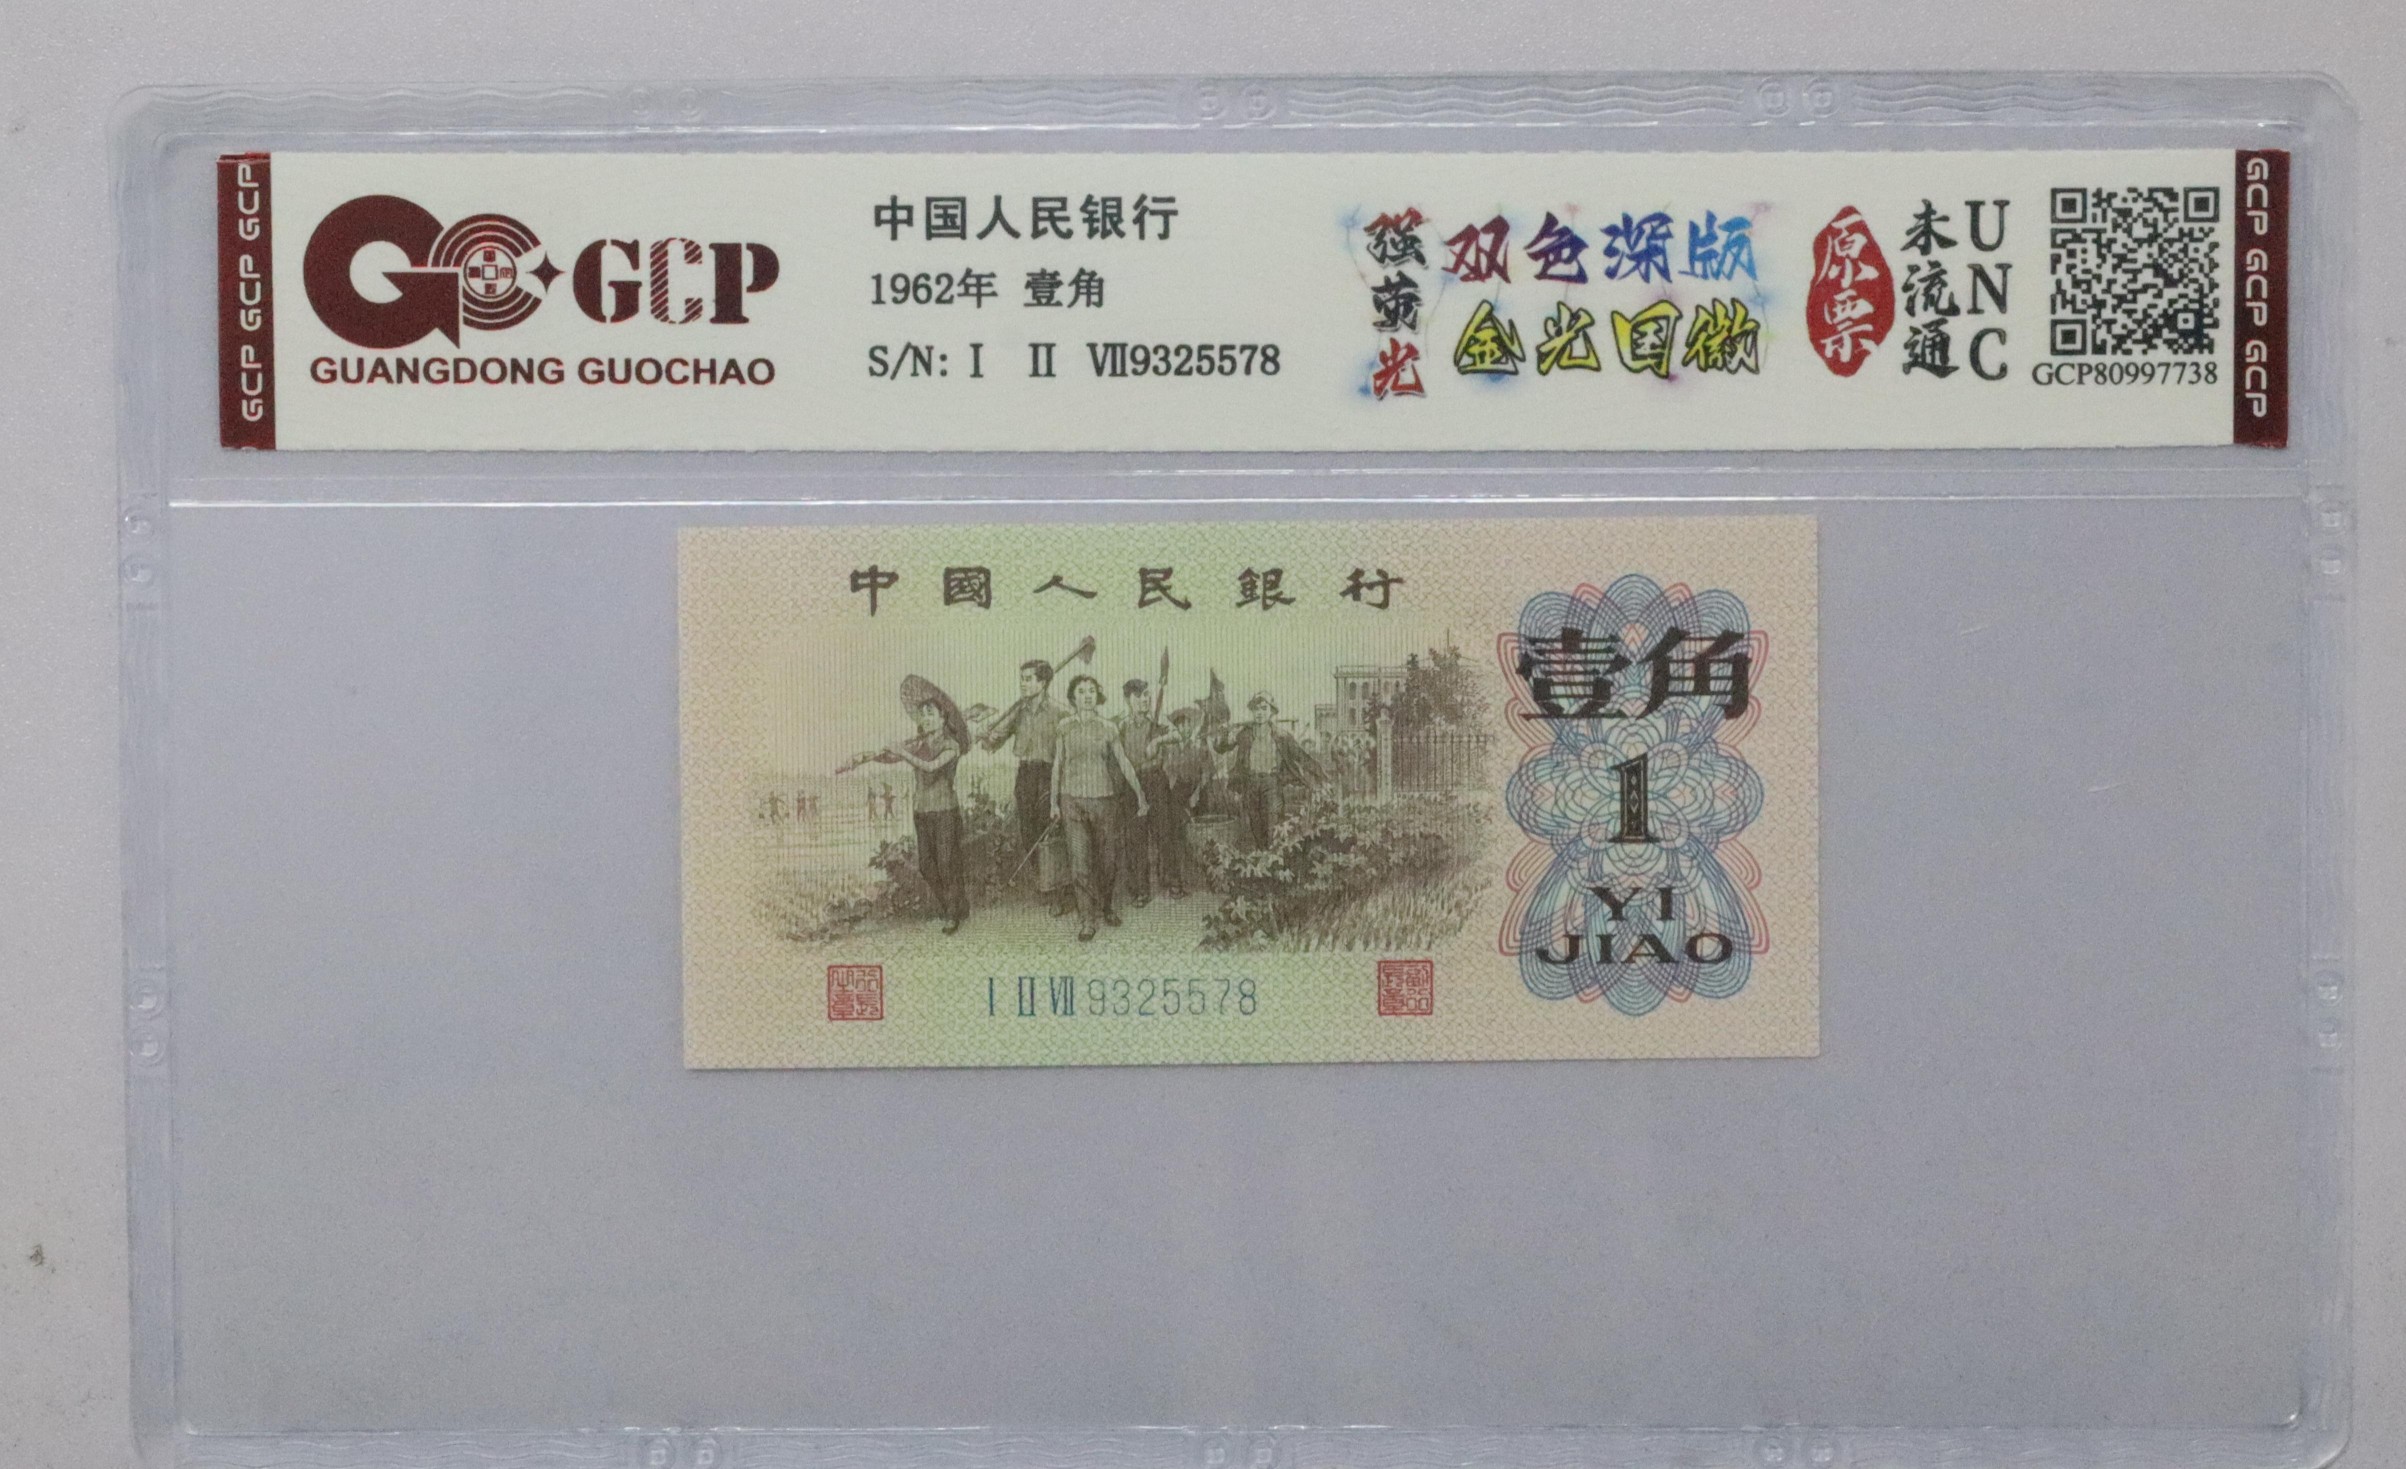 GCP GCP GCP
GCP
GUANGDONG GUOCHAO
中国人民银行
1962年 壹角
S/N: Ⅰ Ⅱ Ⅶ9325578
强荧光
双色深版
金光国徽
原票
未流通
UNC
GCP80997738
GCP GCP GCP
中國人民銀行
壹角
1
YI
JIAO
Ⅰ Ⅱ Ⅶ 9325578